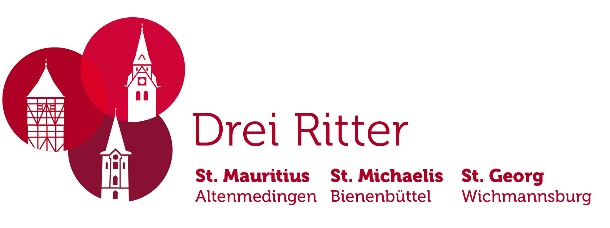 Drei Ritter
St. Mauritius St. Michaelis St. Georg
Altenmedingen Bienenbüttel Wichmannsburg